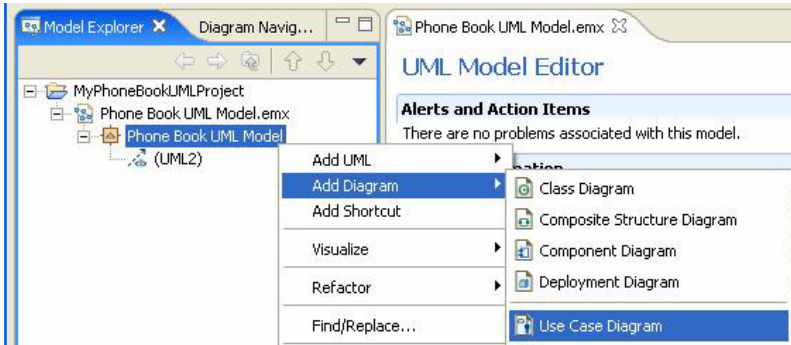 Model Explorer
Diagram Navig...
Phone Book UML Model.emx
UML Model Editor
MyPhoneBookUMLProject
Phone Book UML Model.emx
Phone Book UML Model
(UML2)
Alerts and Action Items
There are no problems associated with this model.
Add UML
Add Diagram
Add Shortcut
Visualize
Refactor
Find/Replace...
Class Diagram
Composite Structure Diagram
Component Diagram
Deployment Diagram
Use Case Diagram